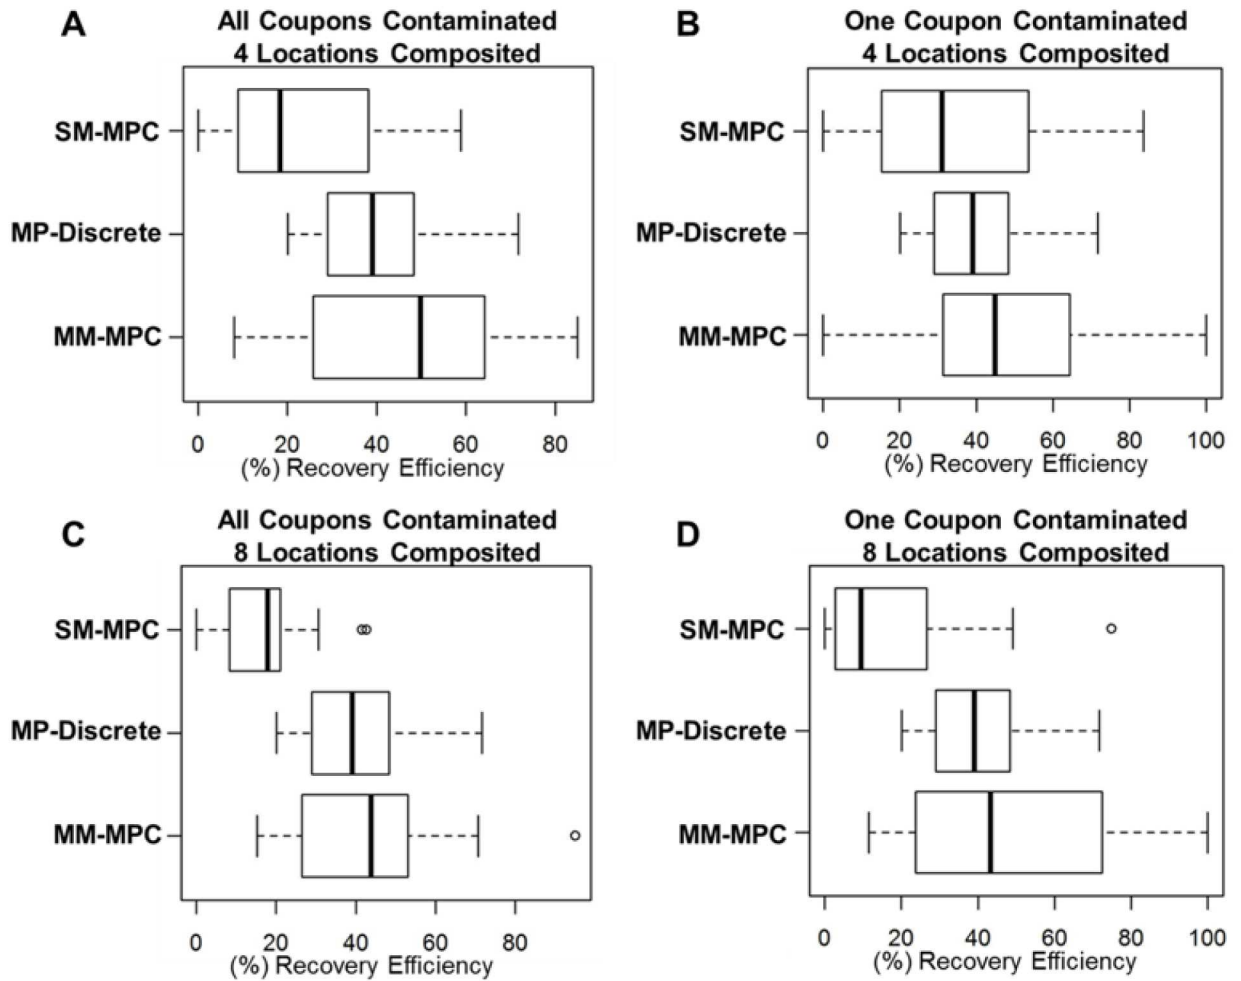 A
All Coupons Contaminated
4 Locations Composited
SM-MPC
MP-Discrete
MM-MPC
0 20 40 60 80
(%) Recovery Efficiency
B
One Coupon Contaminated
4 Locations Composited
SM-MPC
MP-Discrete
MM-MPC
0 20 40 60 80 100
(%) Recovery Efficiency
C
All Coupons Contaminated
8 Locations Composited
SM-MPC
MP-Discrete
MM-MPC
0 20 40 60 80
(%) Recovery Efficiency
D
One Coupon Contaminated
8 Locations Composited
SM-MPC
MP-Discrete
MM-MPC
0 20 40 60 80 100
(%) Recovery Efficiency